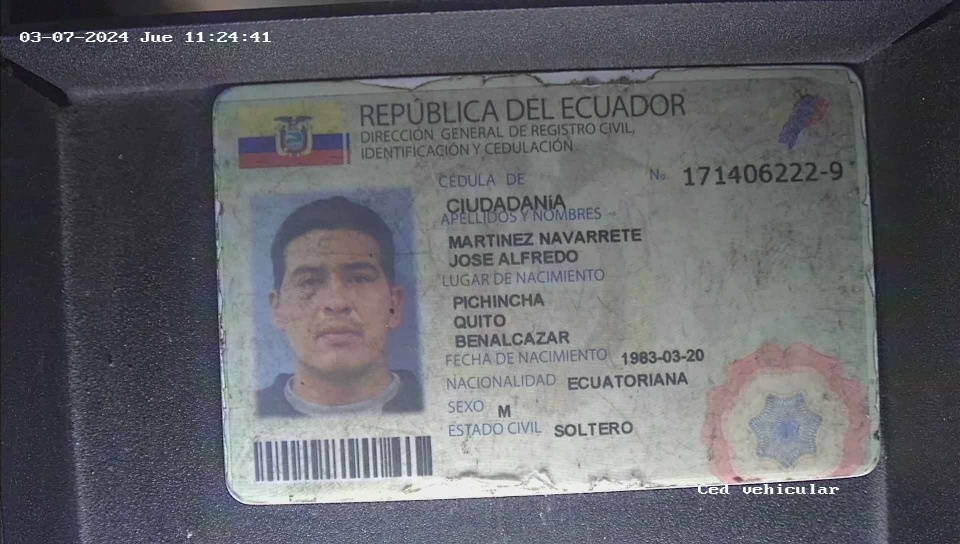 03-07-2024 Jue 11:24:41
REPÚBLICA DEL ECUADOR
DIRECCIÓN GENERAL DE REGISTRO CIVIL,
IDENTIFICACIÓN Y CEDULACIÓN
CÉDULA DE No. 171406222-9
CIUDADANíA
APELLIDOS Y NOMBRES
MARTINEZ NAVARRETE
JOSE ALFREDO
LUGAR DE NACIMIENTO
PICHINCHA
QUITO
BENALCAZAR
FECHA DE NACIMIENTO 1983-03-20
NACIONALIDAD ECUATORIANA
SEXO M
ESTADO CIVIL SOLTERO
Ced vehicular